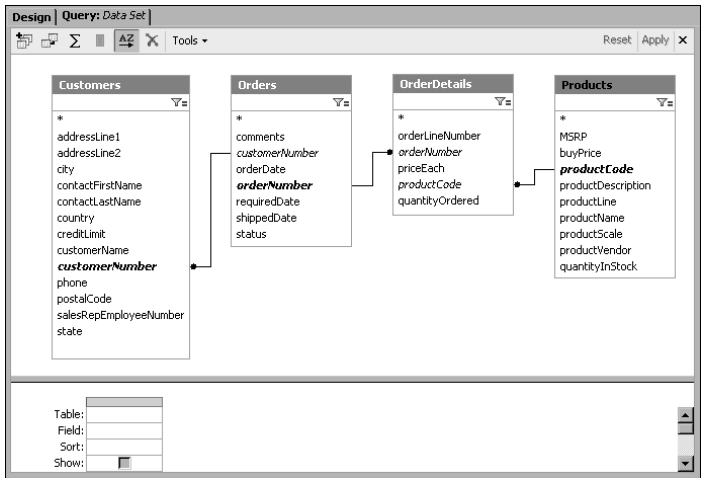 Design Query: Data Set
Σ AZ Tools Reset Apply
Customers
*
addressLine1
addressLine2
city
contactFirstName
contactLastName
country
creditLimit
customerName
customerNumber
phone
postalCode
salesRepEmployeeNumber
state
Orders
*
comments
customerNumber
orderDate
orderNumber
requiredDate
shippedDate
status
OrderDetails
*
orderLineNumber
orderNumber
priceEach
productCode
quantityOrdered
Products
*
MSRP
buyPrice
productCode
productDescription
productLine
productName
productScale
productVendor
quantityInStock
Table:
Field:
Sort:
Show: